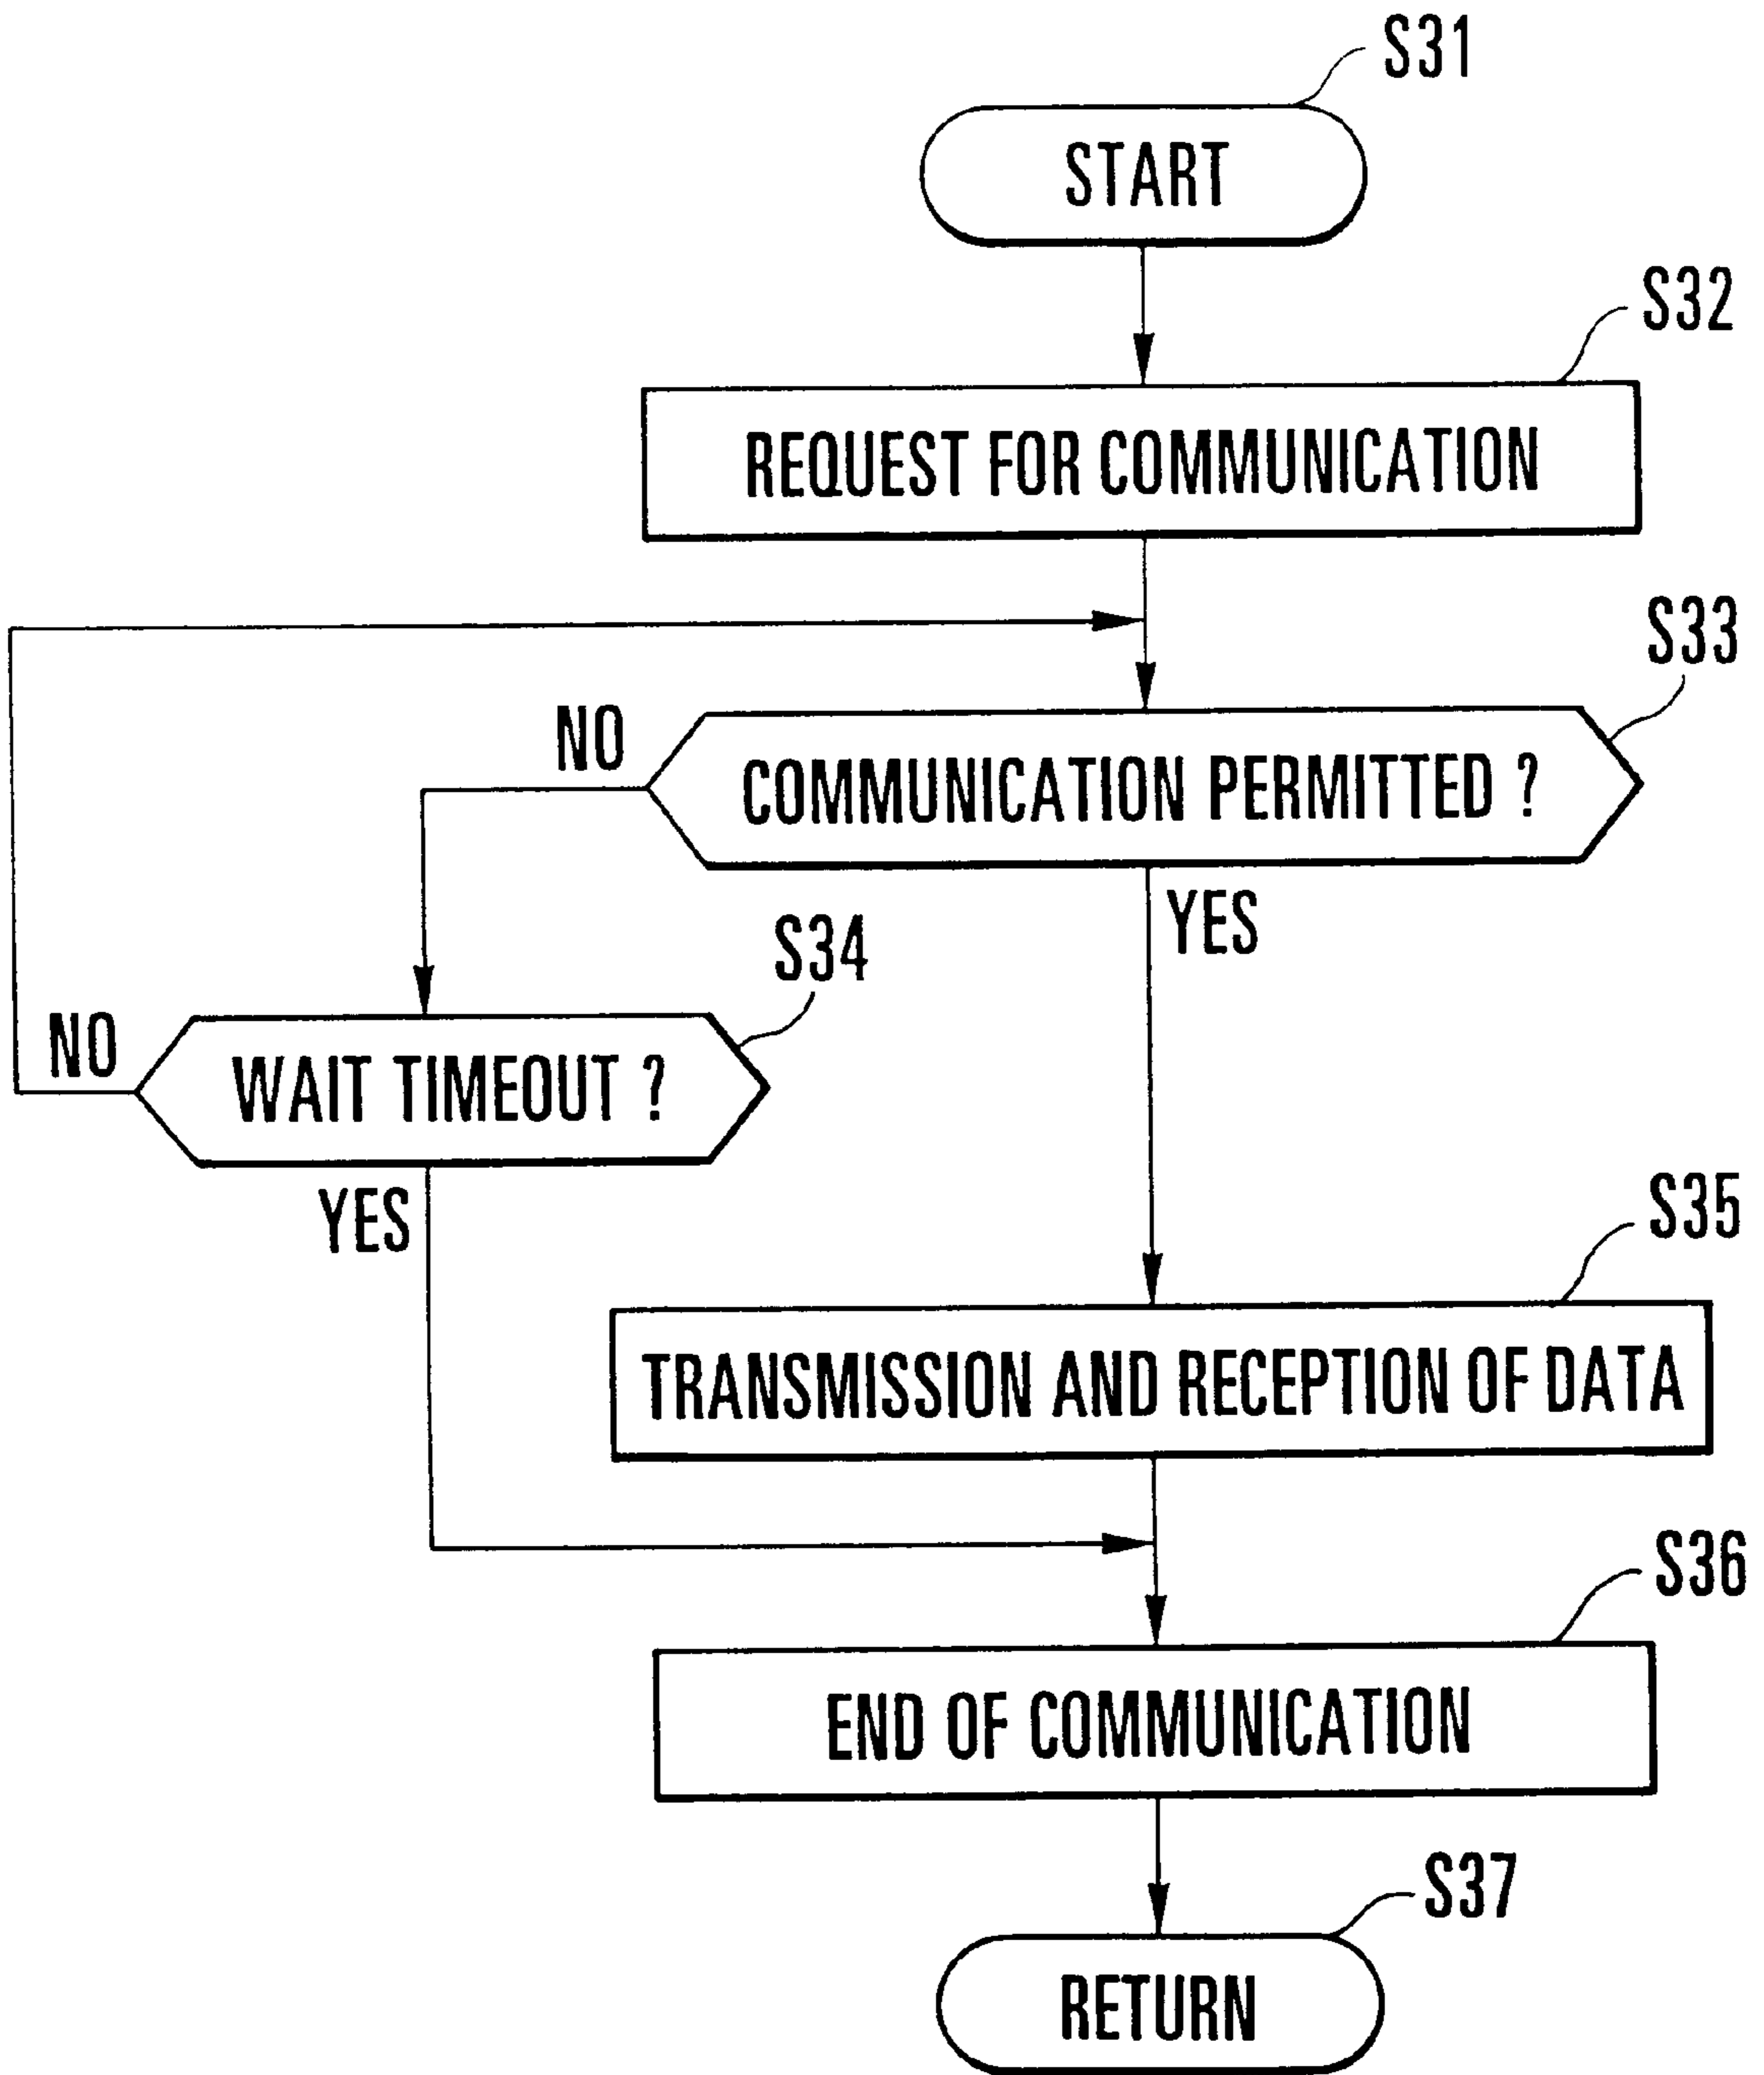 S31
START
S32
REQUEST FOR COMMUNICATION
S33
NO
COMMUNICATION PERMITTED ?
YES
S34
NO
WAIT TIMEOUT ?
YES
S35
TRANSMISSION AND RECEPTION OF DATA
S36
END OF COMMUNICATION
S37
RETURN